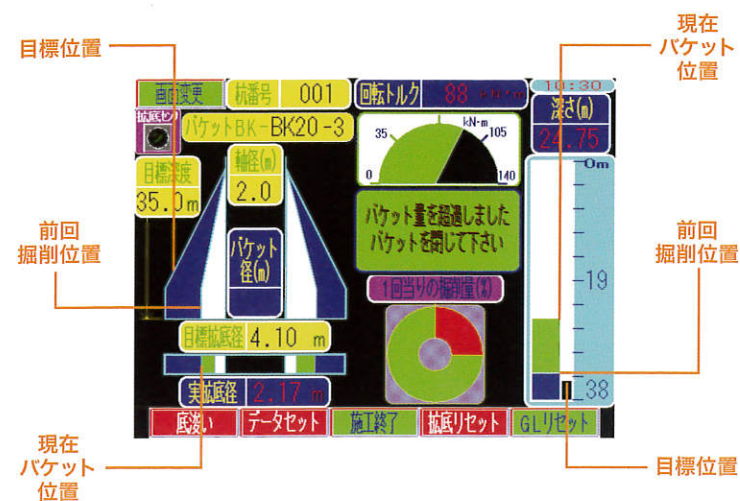 現在
バケット
位置
目標位置
画面変更
杭番号 001
回転トルク 88 kN・m
10:30
拡底セリ
バケットBK-BK20-3
深さ(m)
24.75
目標深度
35.0m
軸径(m)
2.0
kN-m
0
35
105
140
0m
前回
掘削位置
バケット
径(m)
バケット量を超過しました
バケットを閉じて下さい
前回
掘削位置
1回当りの掘削量(%)
19
目標拡底径 4.10 m
実拡底径 2.17 m
38
底浚い
データセット
施工終了
拡底リセット
GLリセット
現在
バケット
位置
目標位置